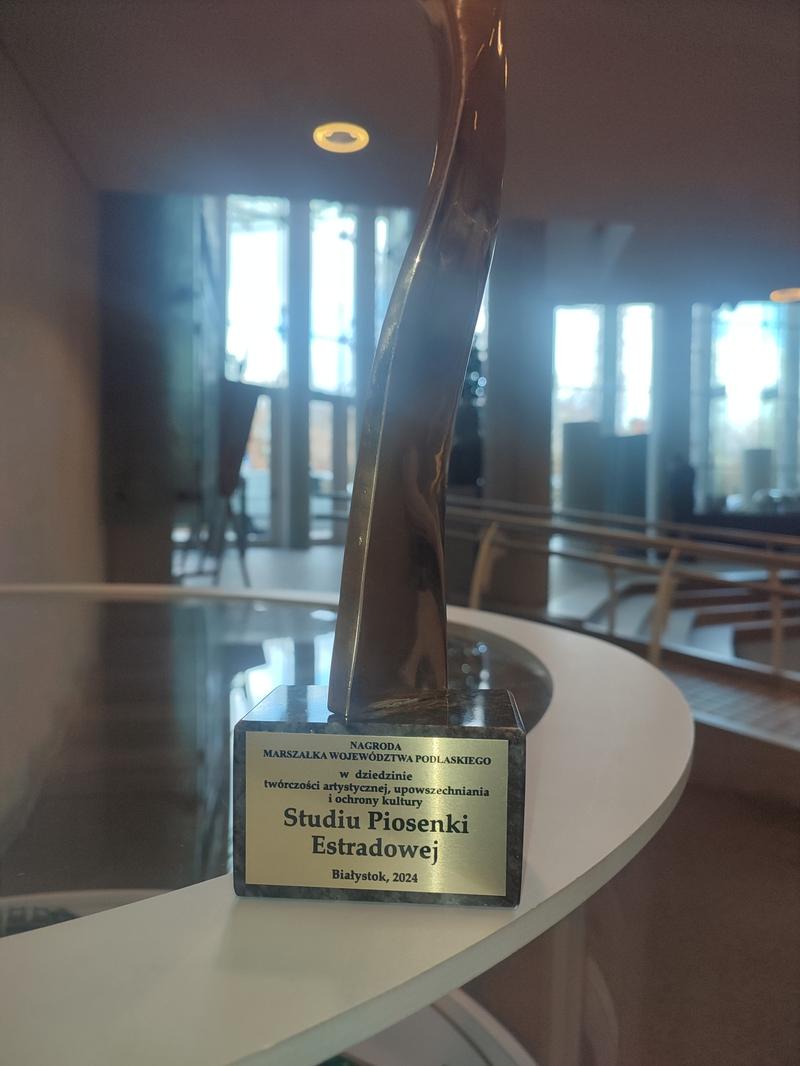 NAGRODA
MARSZAŁKA WOJEWÓDZTWA PODLASKIEGO
w dziedzinie
twórczości artystycznej, upowszechniania
i ochrony kultury
Studiu Piosenki
Estradowej
Białystok, 2024